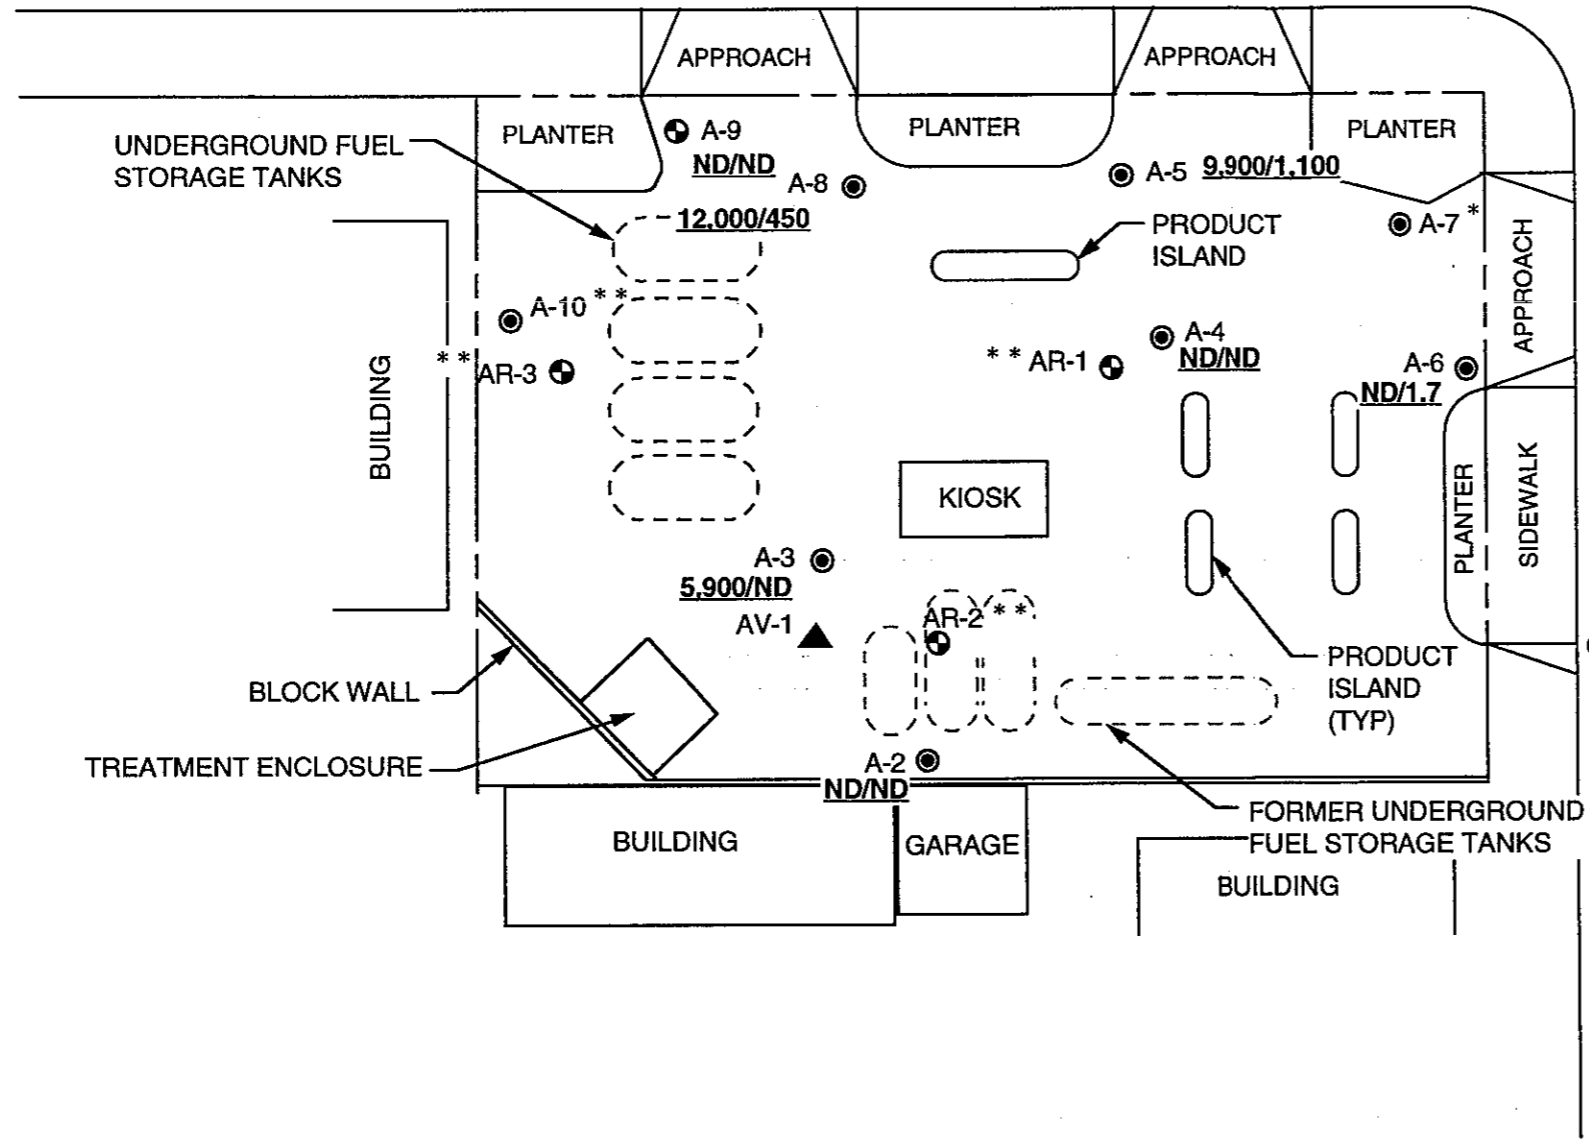 APPROACH
APPROACH
PLANTER
A-9
ND/ND
PLANTER
PLANTER
UNDERGROUND FUEL
STORAGE TANKS
A-8
12,000/450
A-5 9,900/1,100
A-7 *
PRODUCT
ISLAND
APPROACH
A-10 **
** AR-3
BUILDING
** AR-1
A-4
ND/ND
A-6
ND/1.7
KIOSK
PLANTER
SIDEWALK
A-3
5,900/ND
AV-1
AR-2 **
BLOCK WALL
PRODUCT
ISLAND
(TYP)
TREATMENT ENCLOSURE
A-2
ND/ND
FORMER UNDERGROUND
FUEL STORAGE TANKS
BUILDING
GARAGE
BUILDING